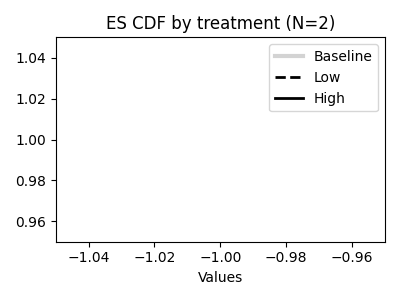 ES CDF by treatment (N=2)
Baseline
Low
High
1.04
1.02
1.00
0.98
0.96
−1.04 −1.02 −1.00 −0.98 −0.96
Values